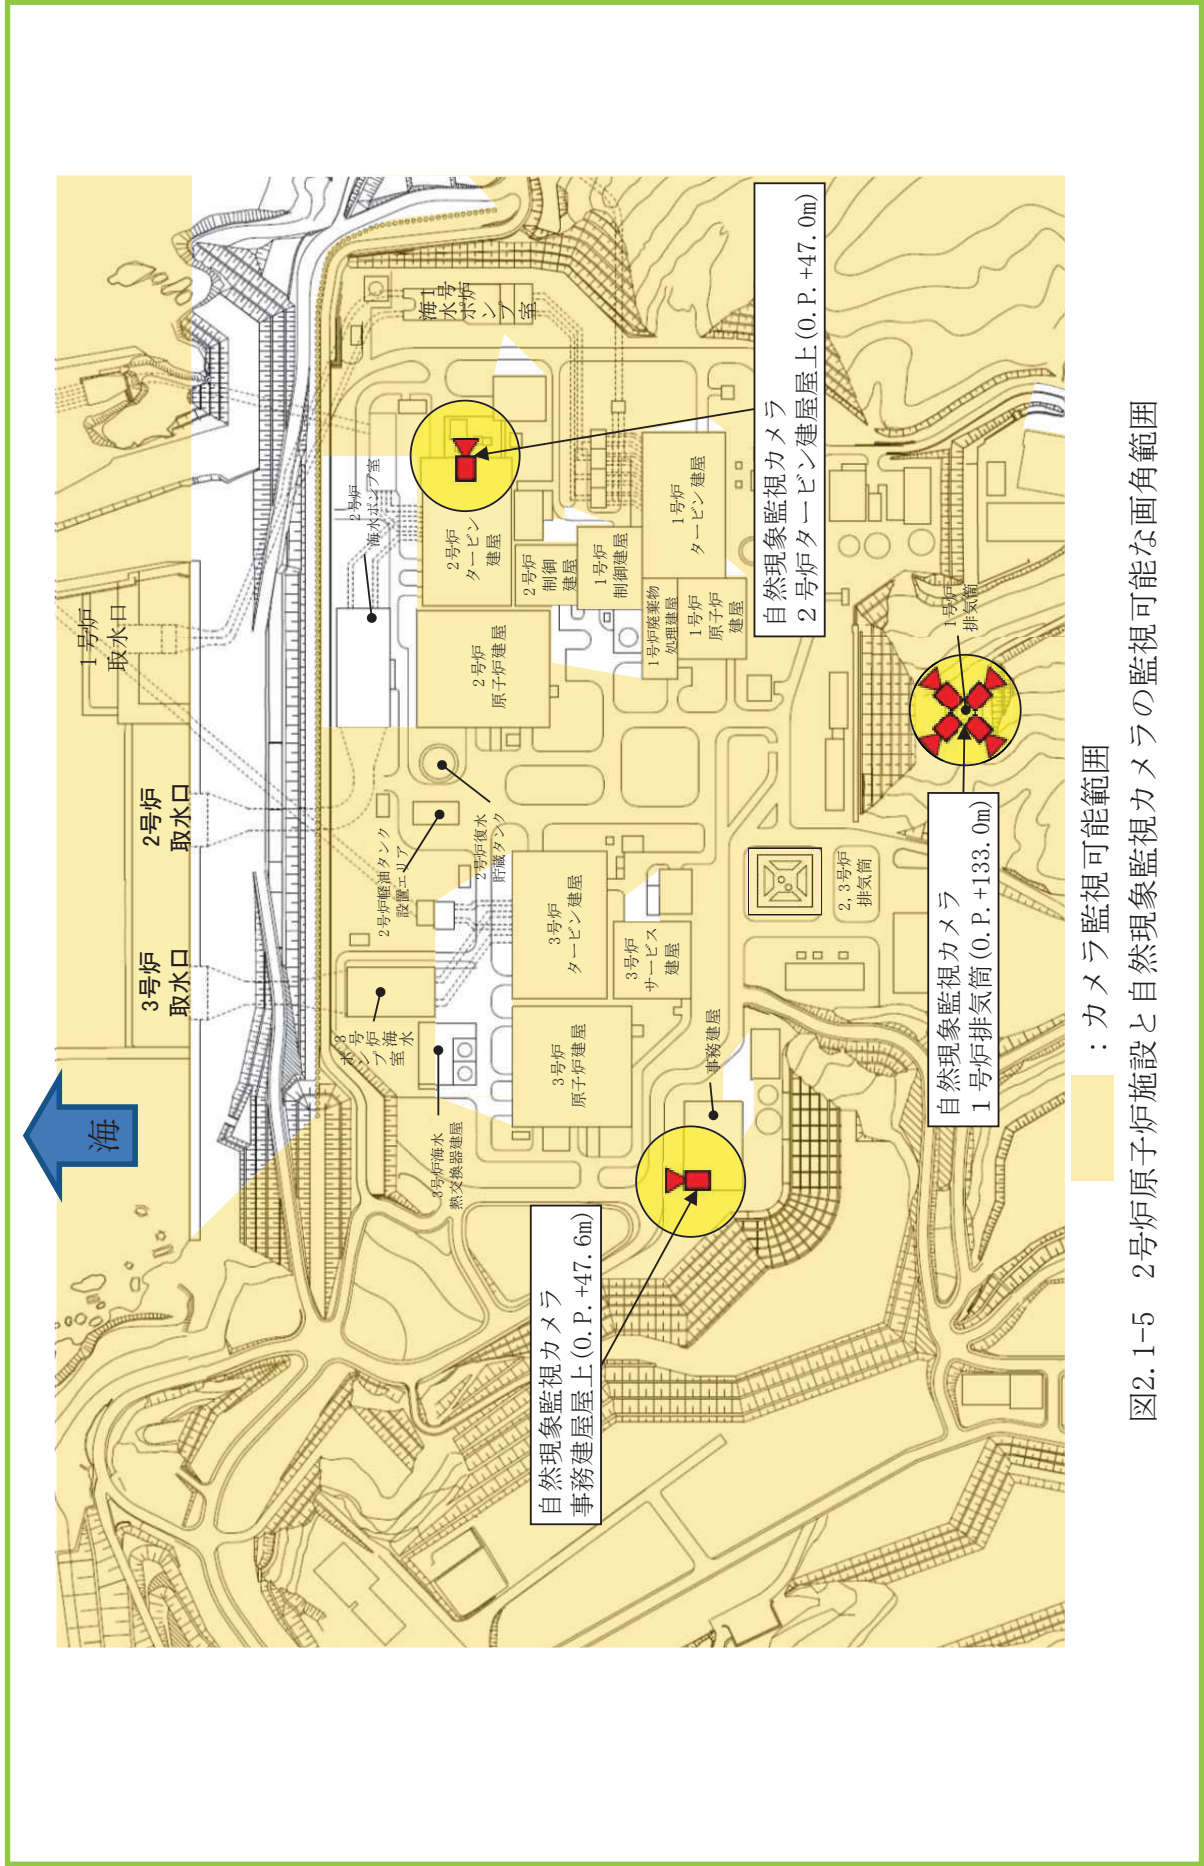 海
3号炉
取水口
2号炉
取水口
1号炉
取水口
3号炉
海水
ポンプ
室
2号炉軽油タンク
設置エリア
2号炉
海水ポンプ室
1号炉
海水
ポンプ
室
3号炉海水
熱交換器建屋
2号炉復水
貯蔵タンク
2号炉
原子炉建屋
2号炉
タービン
建屋
2号炉
制御
建屋
1号炉
制御建屋
3号炉
原子炉建屋
3号炉
タービン建屋
3号炉
サービス
建屋
1号炉廃棄物
処理建屋
1号炉
原子炉
建屋
1号炉
タービン建屋
事務建屋
2,3号炉
排気筒
1号炉
排気筒
自然現象監視カメラ
事務建屋屋上(O.P.+47.6m)
自然現象監視カメラ
2号炉タービン建屋屋上(O.P.+47.0m)
自然現象監視カメラ
1号炉排気筒(O.P.+133.0m)
：カメラ監視可能範囲
図2.1-5 2号炉原子炉施設と自然現象監視カメラの監視可能な画角範囲